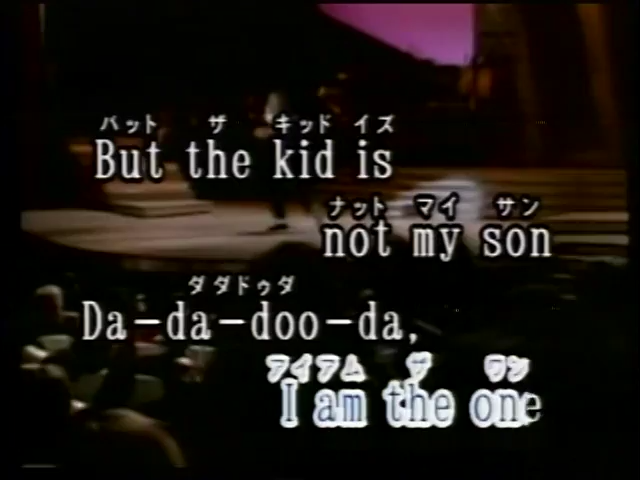 バット ザ キッド イズ
But the kid is
ナット マイ サン
not my son
ダダドゥダ
Da-da-doo-da,
アイアム ザ ワン
I am the one